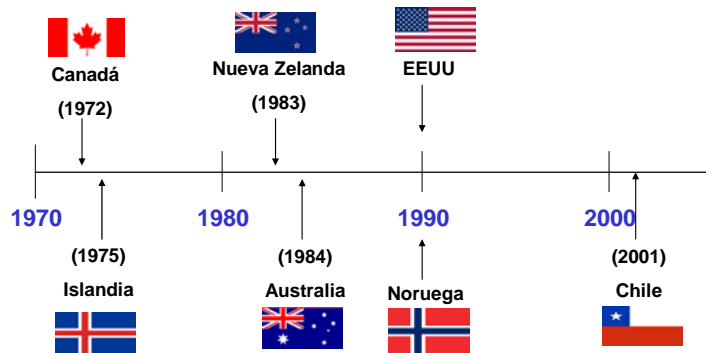 Canadá
Nueva Zelanda
EEUU
(1972)
(1983)
1970
1980
1990
2000
(1975)
(1984)
(2001)
Islandia
Australia
Noruega
Chile